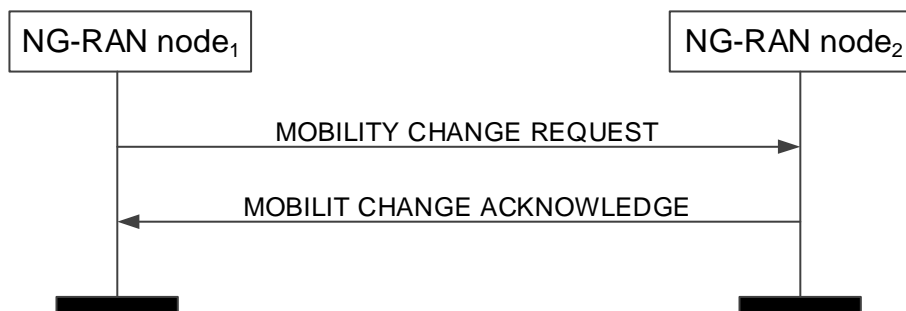 NG-RAN node₁
NG-RAN node₂
MOBILITY CHANGE REQUEST
MOBILIT CHANGE ACKNOWLEDGE